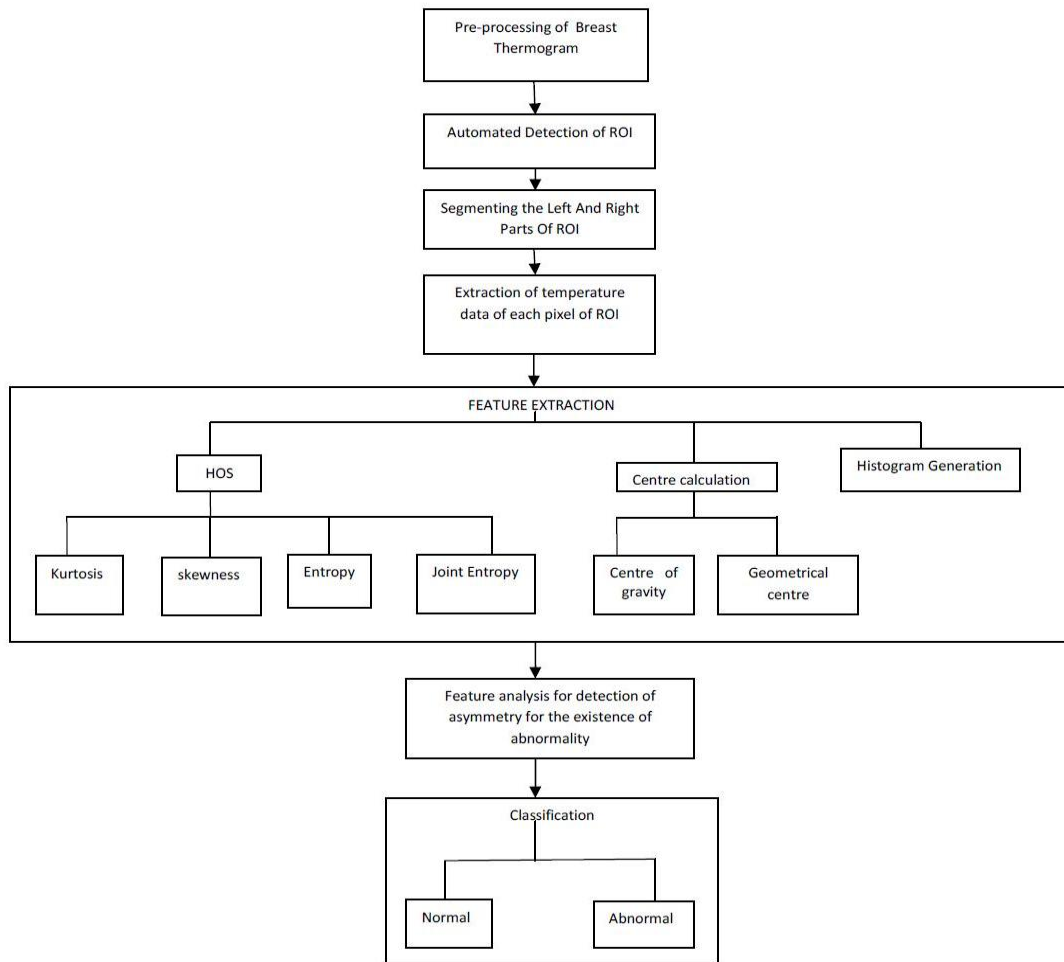 Pre-processing of Breast
Thermogram
Automated Detection of ROI
Segmenting the Left And Right
Parts Of ROI
Extraction of temperature
data of each pixel of ROI
FEATURE EXTRACTION
HOS
Centre calculation
Histogram Generation
Kurtosis
skewness
Entropy
Joint Entropy
Centre of
gravity
Geometrical
centre
Feature analysis for detection of
asymmetry for the existence of
abnormality
Classification
Normal
Abnormal